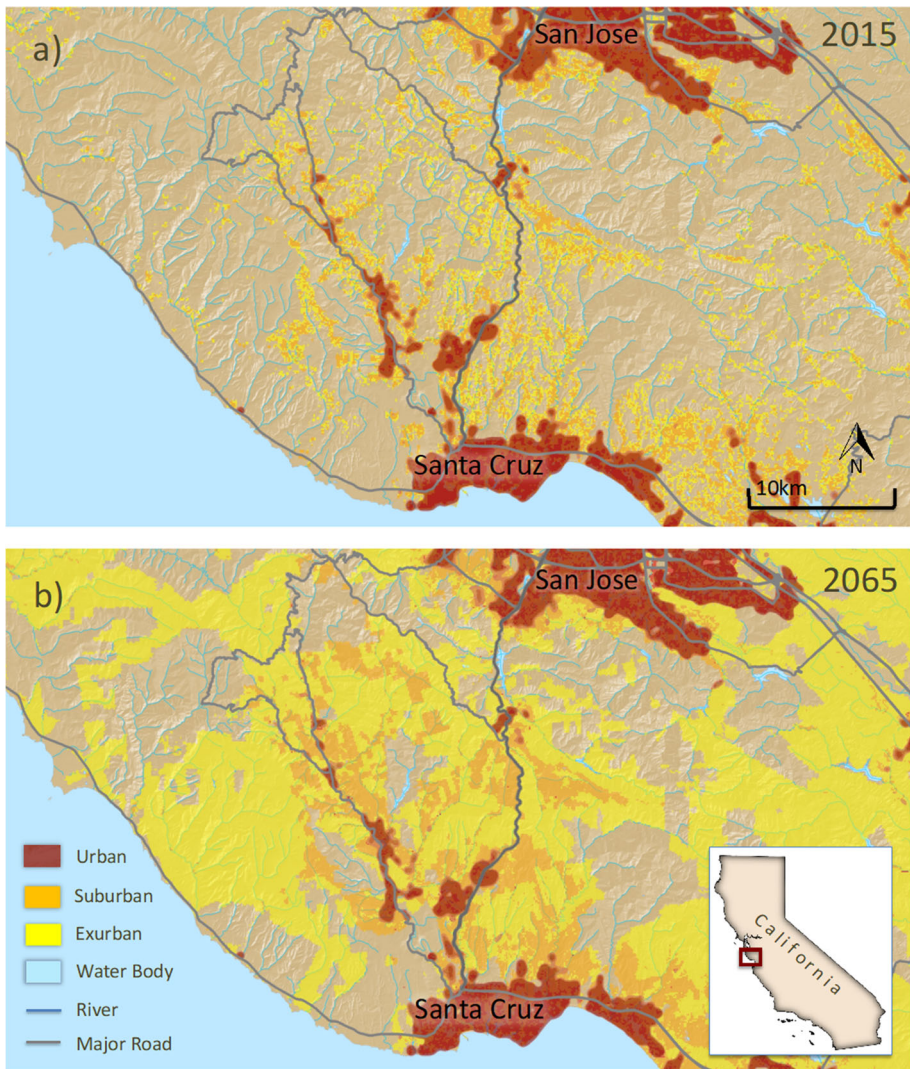 a)
San Jose
2015
Santa Cruz
N
10km
b)
San Jose
2065
Urban
Suburban
Exurban
Water Body
River
Major Road
Santa Cruz
California